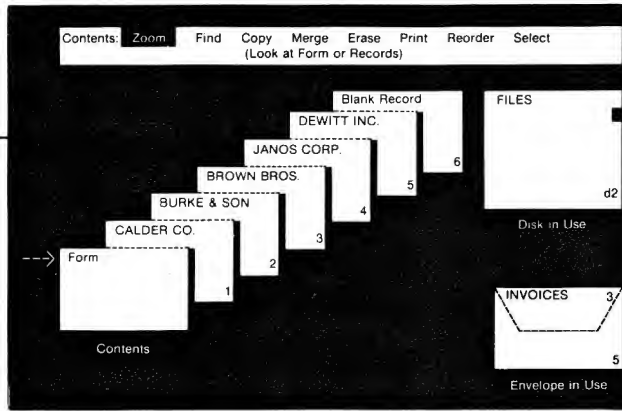 Contents: Zoom Find Copy Merge Erase Print Reorder Select
(Look at Form or Records)
Blank Record
6
DEWITT INC.
5
JANOS CORP.
4
BROWN BROS.
3
BURKE & SON
2
CALDER CO.
1
Form
Contents
FILES
d2
Disk in Use
INVOICES 3
5
Envelope in Use